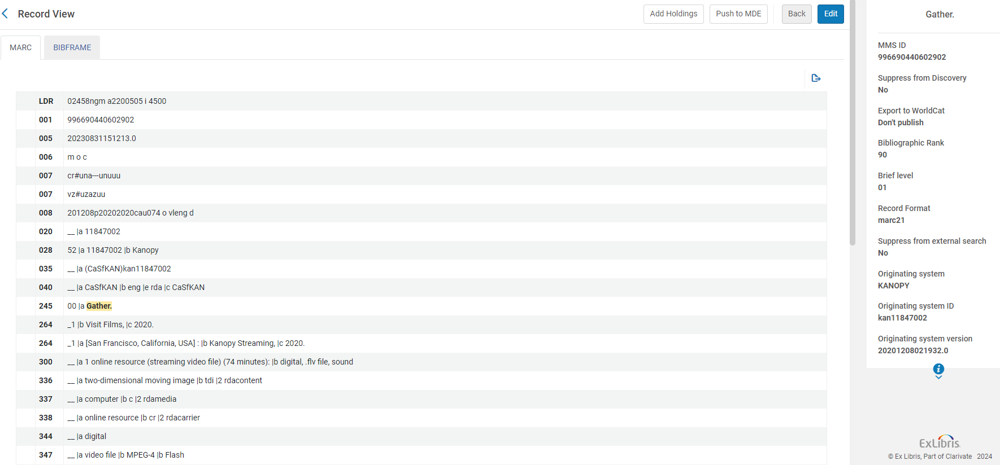 Record View
Add Holdings Push to MDE Back Edit
MARC BIBFRAME
LDR 02458ngm a2200505 i 4500
001 996690440602902
005 20230831151213.0
006 m o c
007 cr#una---unuuu
007 vz#uzazuu
008 201208p20202020cau074 o vleng d
020 __ |a 11847002
028 52 |a 11847002 |b Kanopy
035 __ |a (CaSfKAN)kan11847002
040 __ |a CaSfKAN |b eng |e rda |c CaSfKAN
245 00 |a Gather.
264 _1 |b Visit Films, |c 2020.
264 _1 |a [San Francisco, California, USA] : |b Kanopy Streaming, |c 2020.
300 __ |a 1 online resource (streaming video file) (74 minutes): |b digital, .flv file, sound
336 __ |a two-dimensional moving image |b tdi |2 rdacontent
337 __ |a computer |b c |2 rdamedia
338 __ |a online resource |b cr |2 rdacarrier
344 __ |a digital
347 __ |a video file |b MPEG-4 |b Flash
Gather.
MMS ID
996690440602902
Suppress from Discovery
No
Export to WorldCat
Don't publish
Bibliographic Rank
90
Brief level
01
Record Format
marc21
Suppress from external search
No
Originating system
KANOPY
Originating system ID
kan11847002
Originating system version
20201208021932.0
ExLibris
© Ex Libris, Part of Clarivate 2024